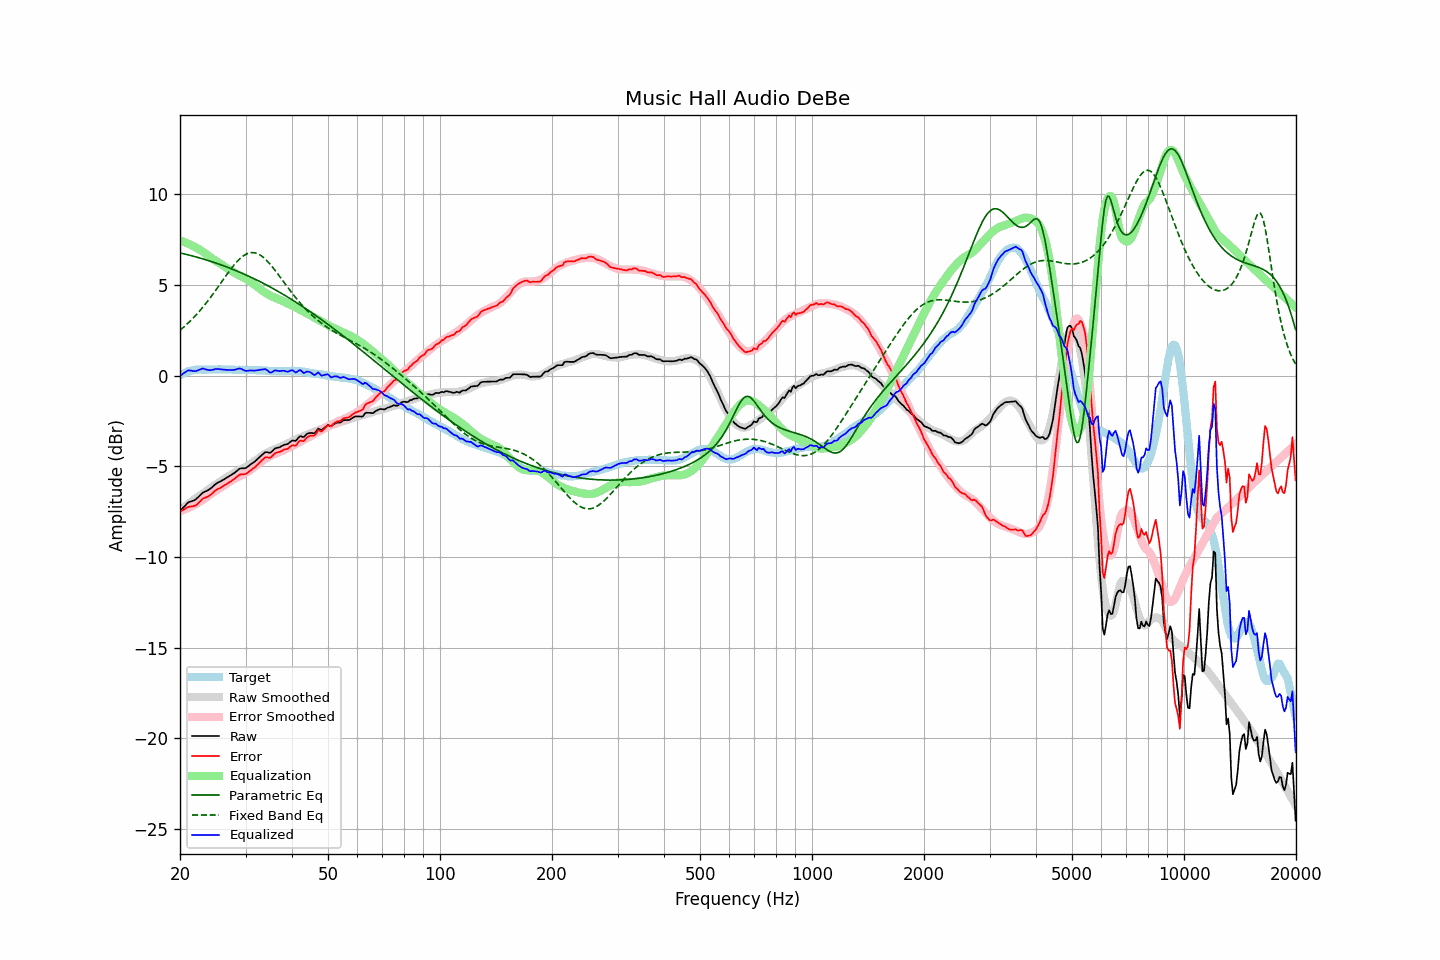 Music Hall Audio DeBe
Amplitude (dBr)
10
5
0
−5
−10
−15
−20
−25
Target
Raw Smoothed
Error Smoothed
Raw
Error
Equalization
Parametric Eq
Fixed Band Eq
Equalized
20 50 100 200 500 1000 2000 5000 10000 20000
Frequency (Hz)